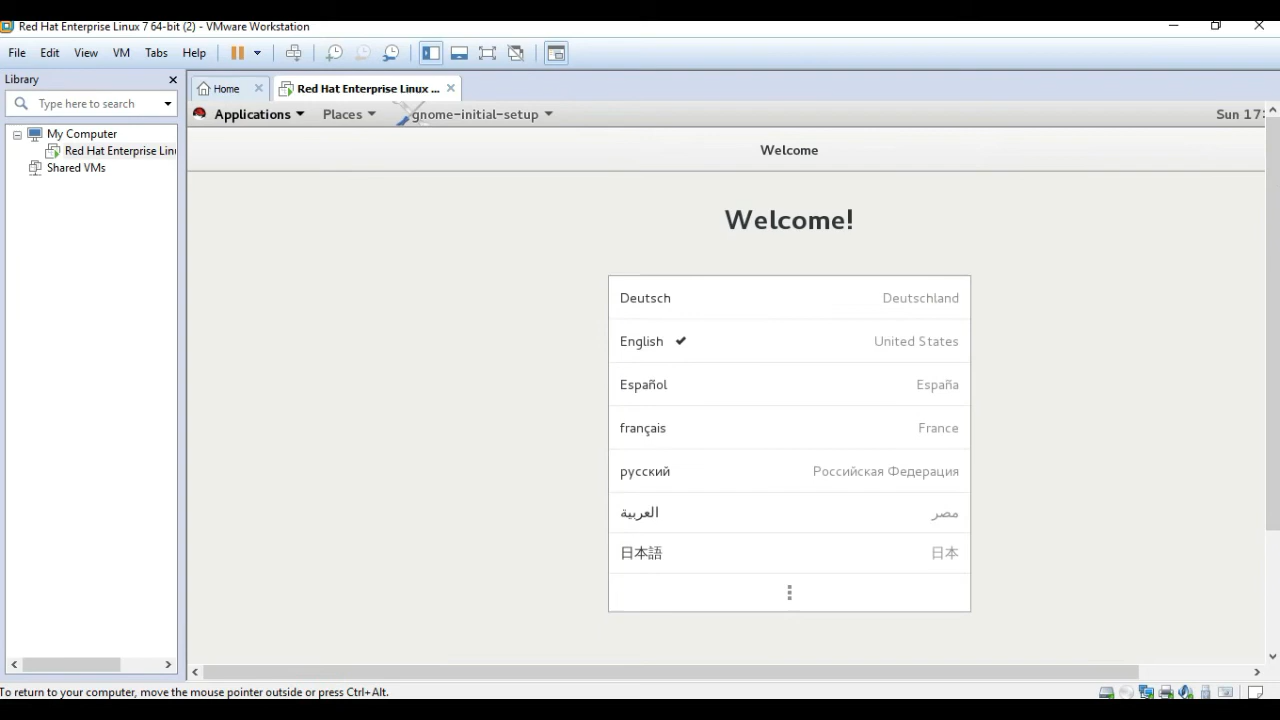 Red Hat Enterprise Linux 7 64-bit (2) - VMware Workstation
File Edit View VM Tabs Help
Library
Home Red Hat Enterprise Linux ...
Type here to search
Applications Places gnome-initial-setup Sun 17:
My Computer
Red Hat Enterprise Linu
Shared VMs
Welcome
Welcome!
Deutsch Deutschland
English United States
Español España
français France
русский Российская Федерация
العربية مصر
日本語 日本
To return to your computer, move the mouse pointer outside or press Ctrl+Alt.